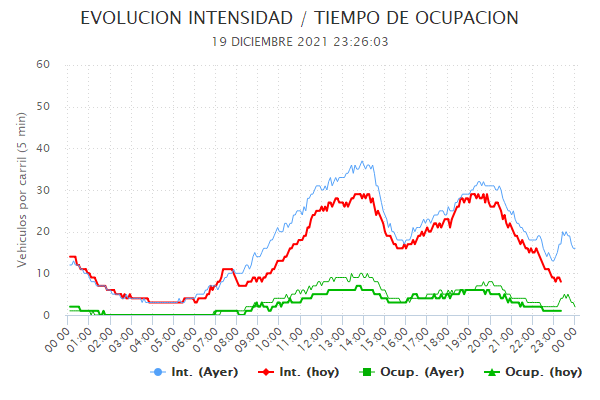 EVOLUCION INTENSIDAD / TIEMPO DE OCUPACION
19 DICIEMBRE 2021 23:26:03
Vehiculos por carril (5 min)
60
50
40
30
20
10
0
00:00 01:00 02:00 03:00 04:00 05:00 06:00 07:00 08:00 09:00 10:00 11:00 12:00 13:00 14:00 15:00 16:00 17:00 18:00 19:00 20:00 21:00 22:00 23:00 00:00
Int. (Ayer) Int. (hoy) Ocup. (Ayer) Ocup. (hoy)